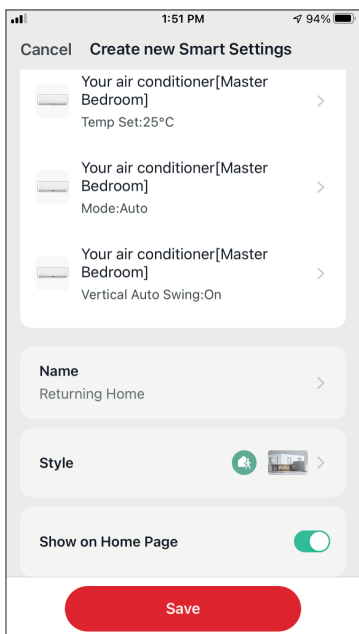 1:51 PM
94%
Cancel Create new Smart Settings
Your air conditioner[Master
Bedroom]
Temp Set:25°C
Your air conditioner[Master
Bedroom]
Mode:Auto
Your air conditioner[Master
Bedroom]
Vertical Auto Swing:On
Name
Returning Home
Style
Show on Home Page
Save